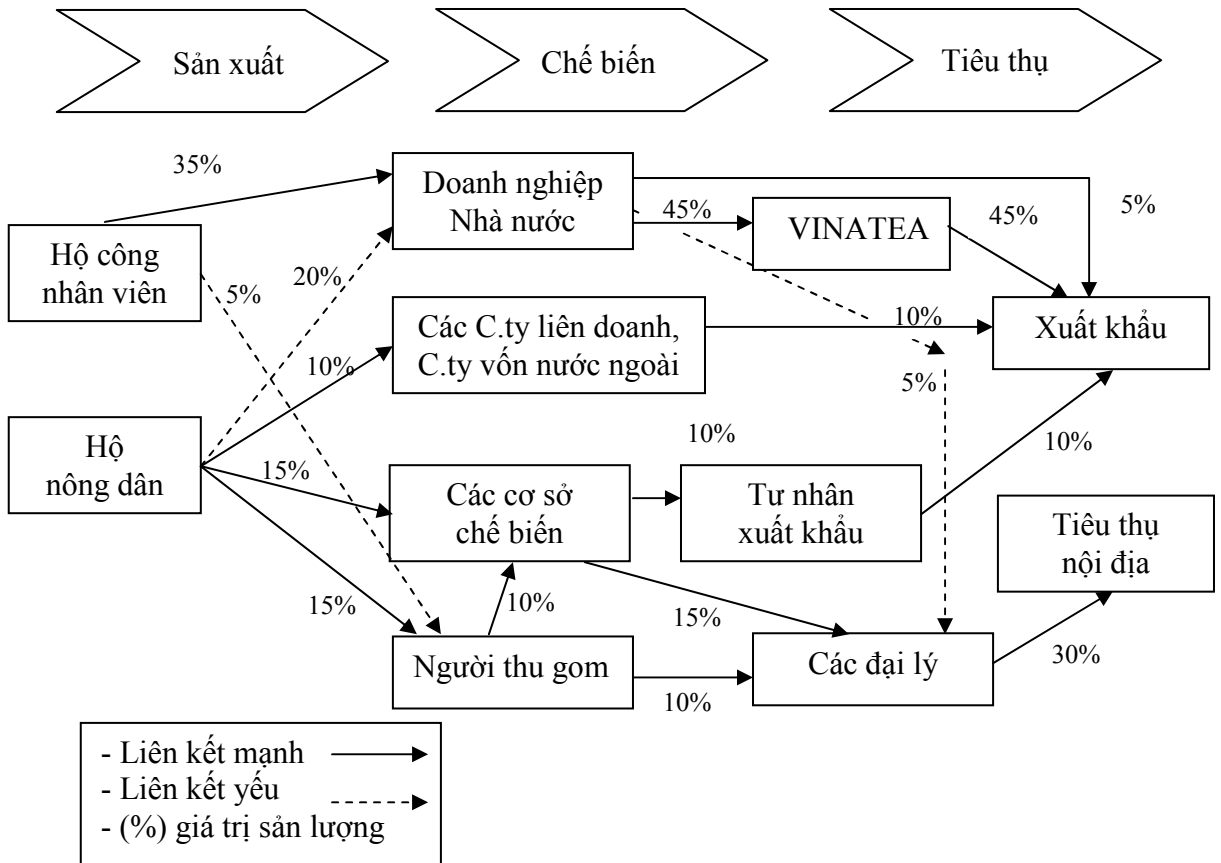 Sản xuất
Chế biến
Tiêu thụ
35%
Doanh nghiệp
Nhà nước
45%
VINATEA
45%
5%
Hộ công
nhân viên
5%
20%
Các C.ty liên doanh,
C.ty vốn nước ngoài
10%
10%
Xuất khẩu
5%
Hộ
nông dân
15%
10%
10%
Các cơ sở
chế biến
Tư nhân
xuất khẩu
Tiêu thụ
nội địa
15%
10%
15%
Người thu gom
10%
Các đại lý
30%
- Liên kết mạnh
- Liên kết yếu
- (%) giá trị sản lượng